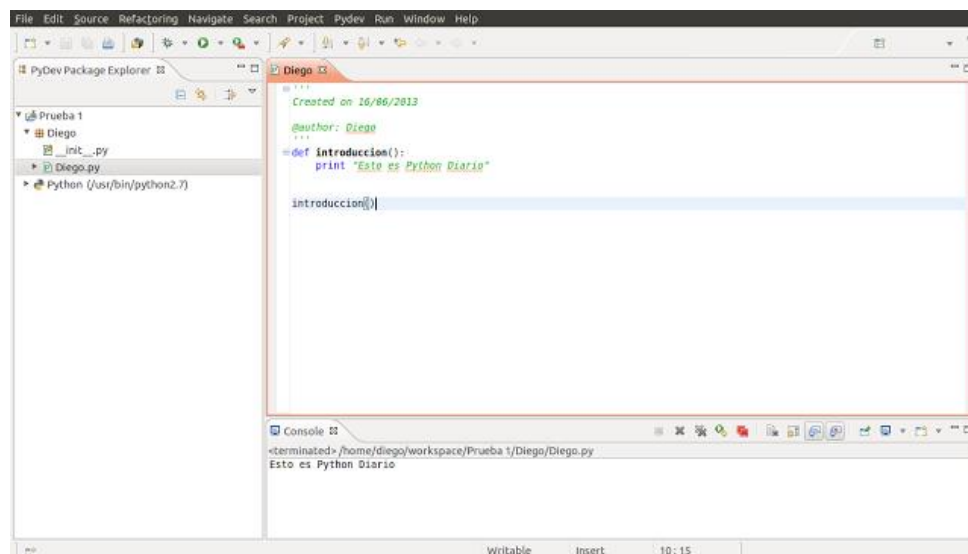 File Edit Source Refactoring Navigate Search Project Pydev Run Window Help
PyDev Package Explorer
Prueba 1
Diego
__init__.py
Diego.py
Python (/usr/bin/python2.7)
Diego
'''
Created on 16/06/2013
@author: Diego
'''
def introduccion():
print "Esto es Python Diario"
introduccion()
Console
<terminated> /home/diego/workspace/Prueba 1/Diego/Diego.py
Esto es Python Diario
Writable Insert 10 : 15